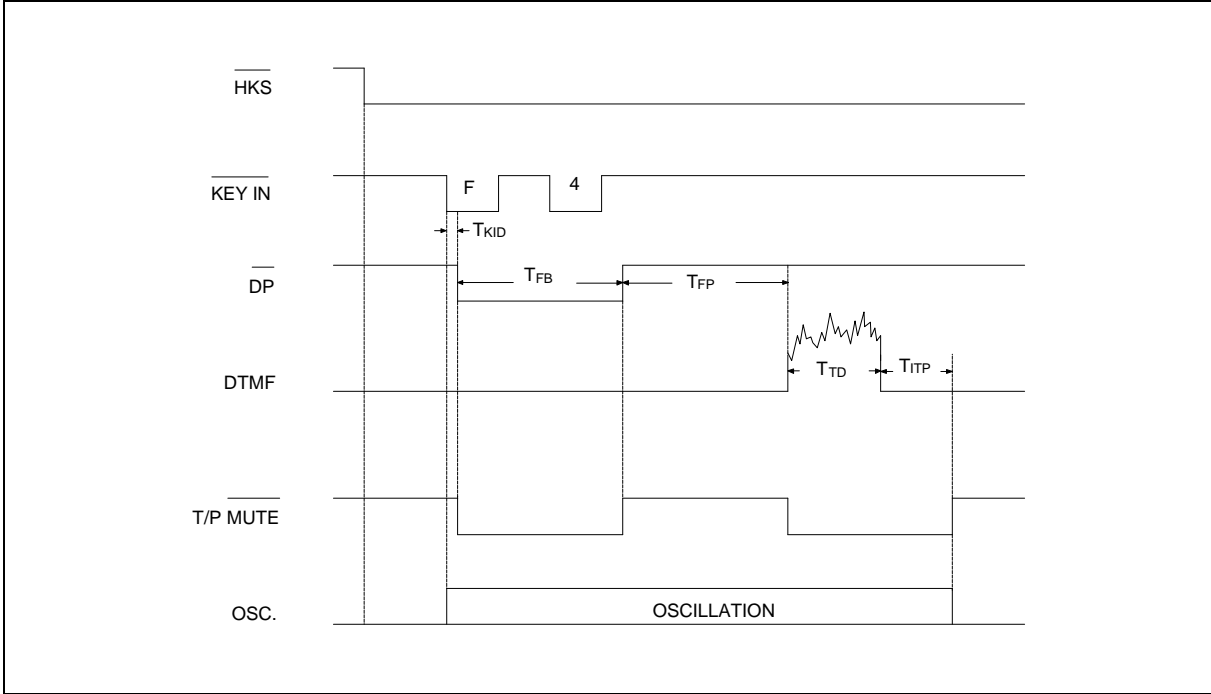 HKS
KEY IN
F
4
TKID
DP
TFB
TFP
DTMF
TTD
TITP
T/P MUTE
OSC.
OSCILLATION